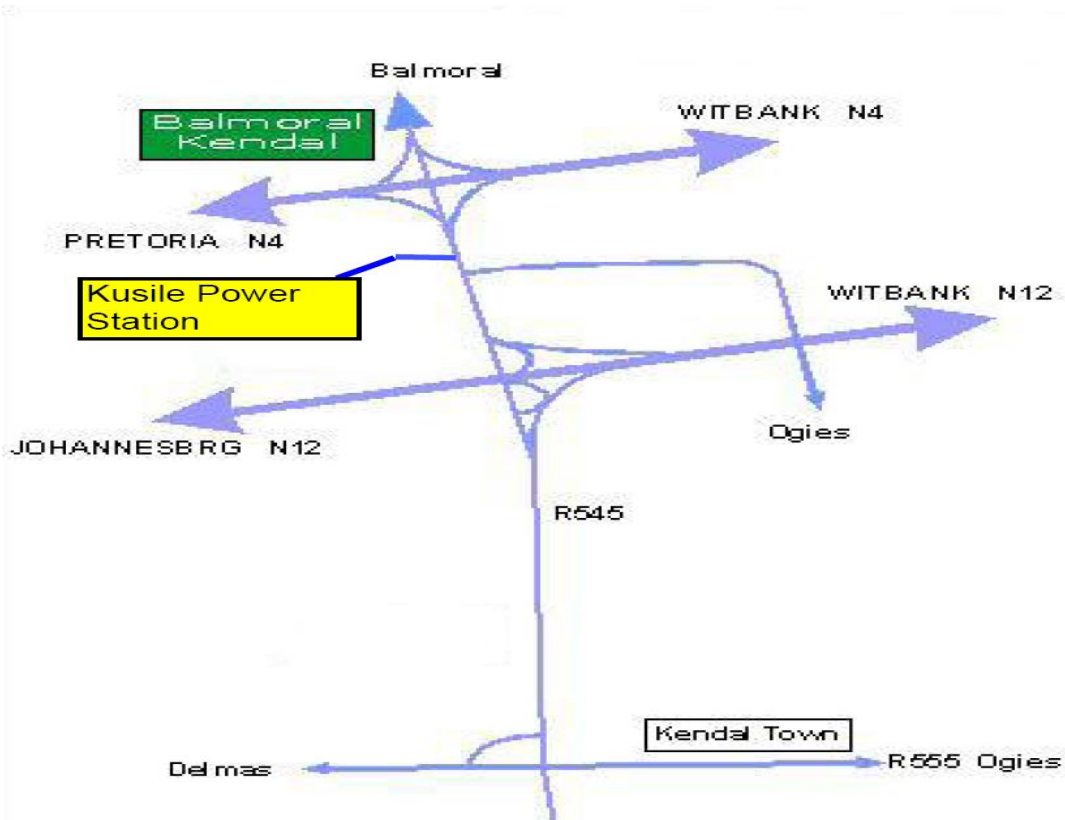 Balmoral
Balmoral
Kendal
WITBANK N4
PRETORIA N4
Kusile Power
Station
WITBANK N12
JOHANNESBRG N12
Ogies
R545
Kendal Town
Delmas
R555 Ogies